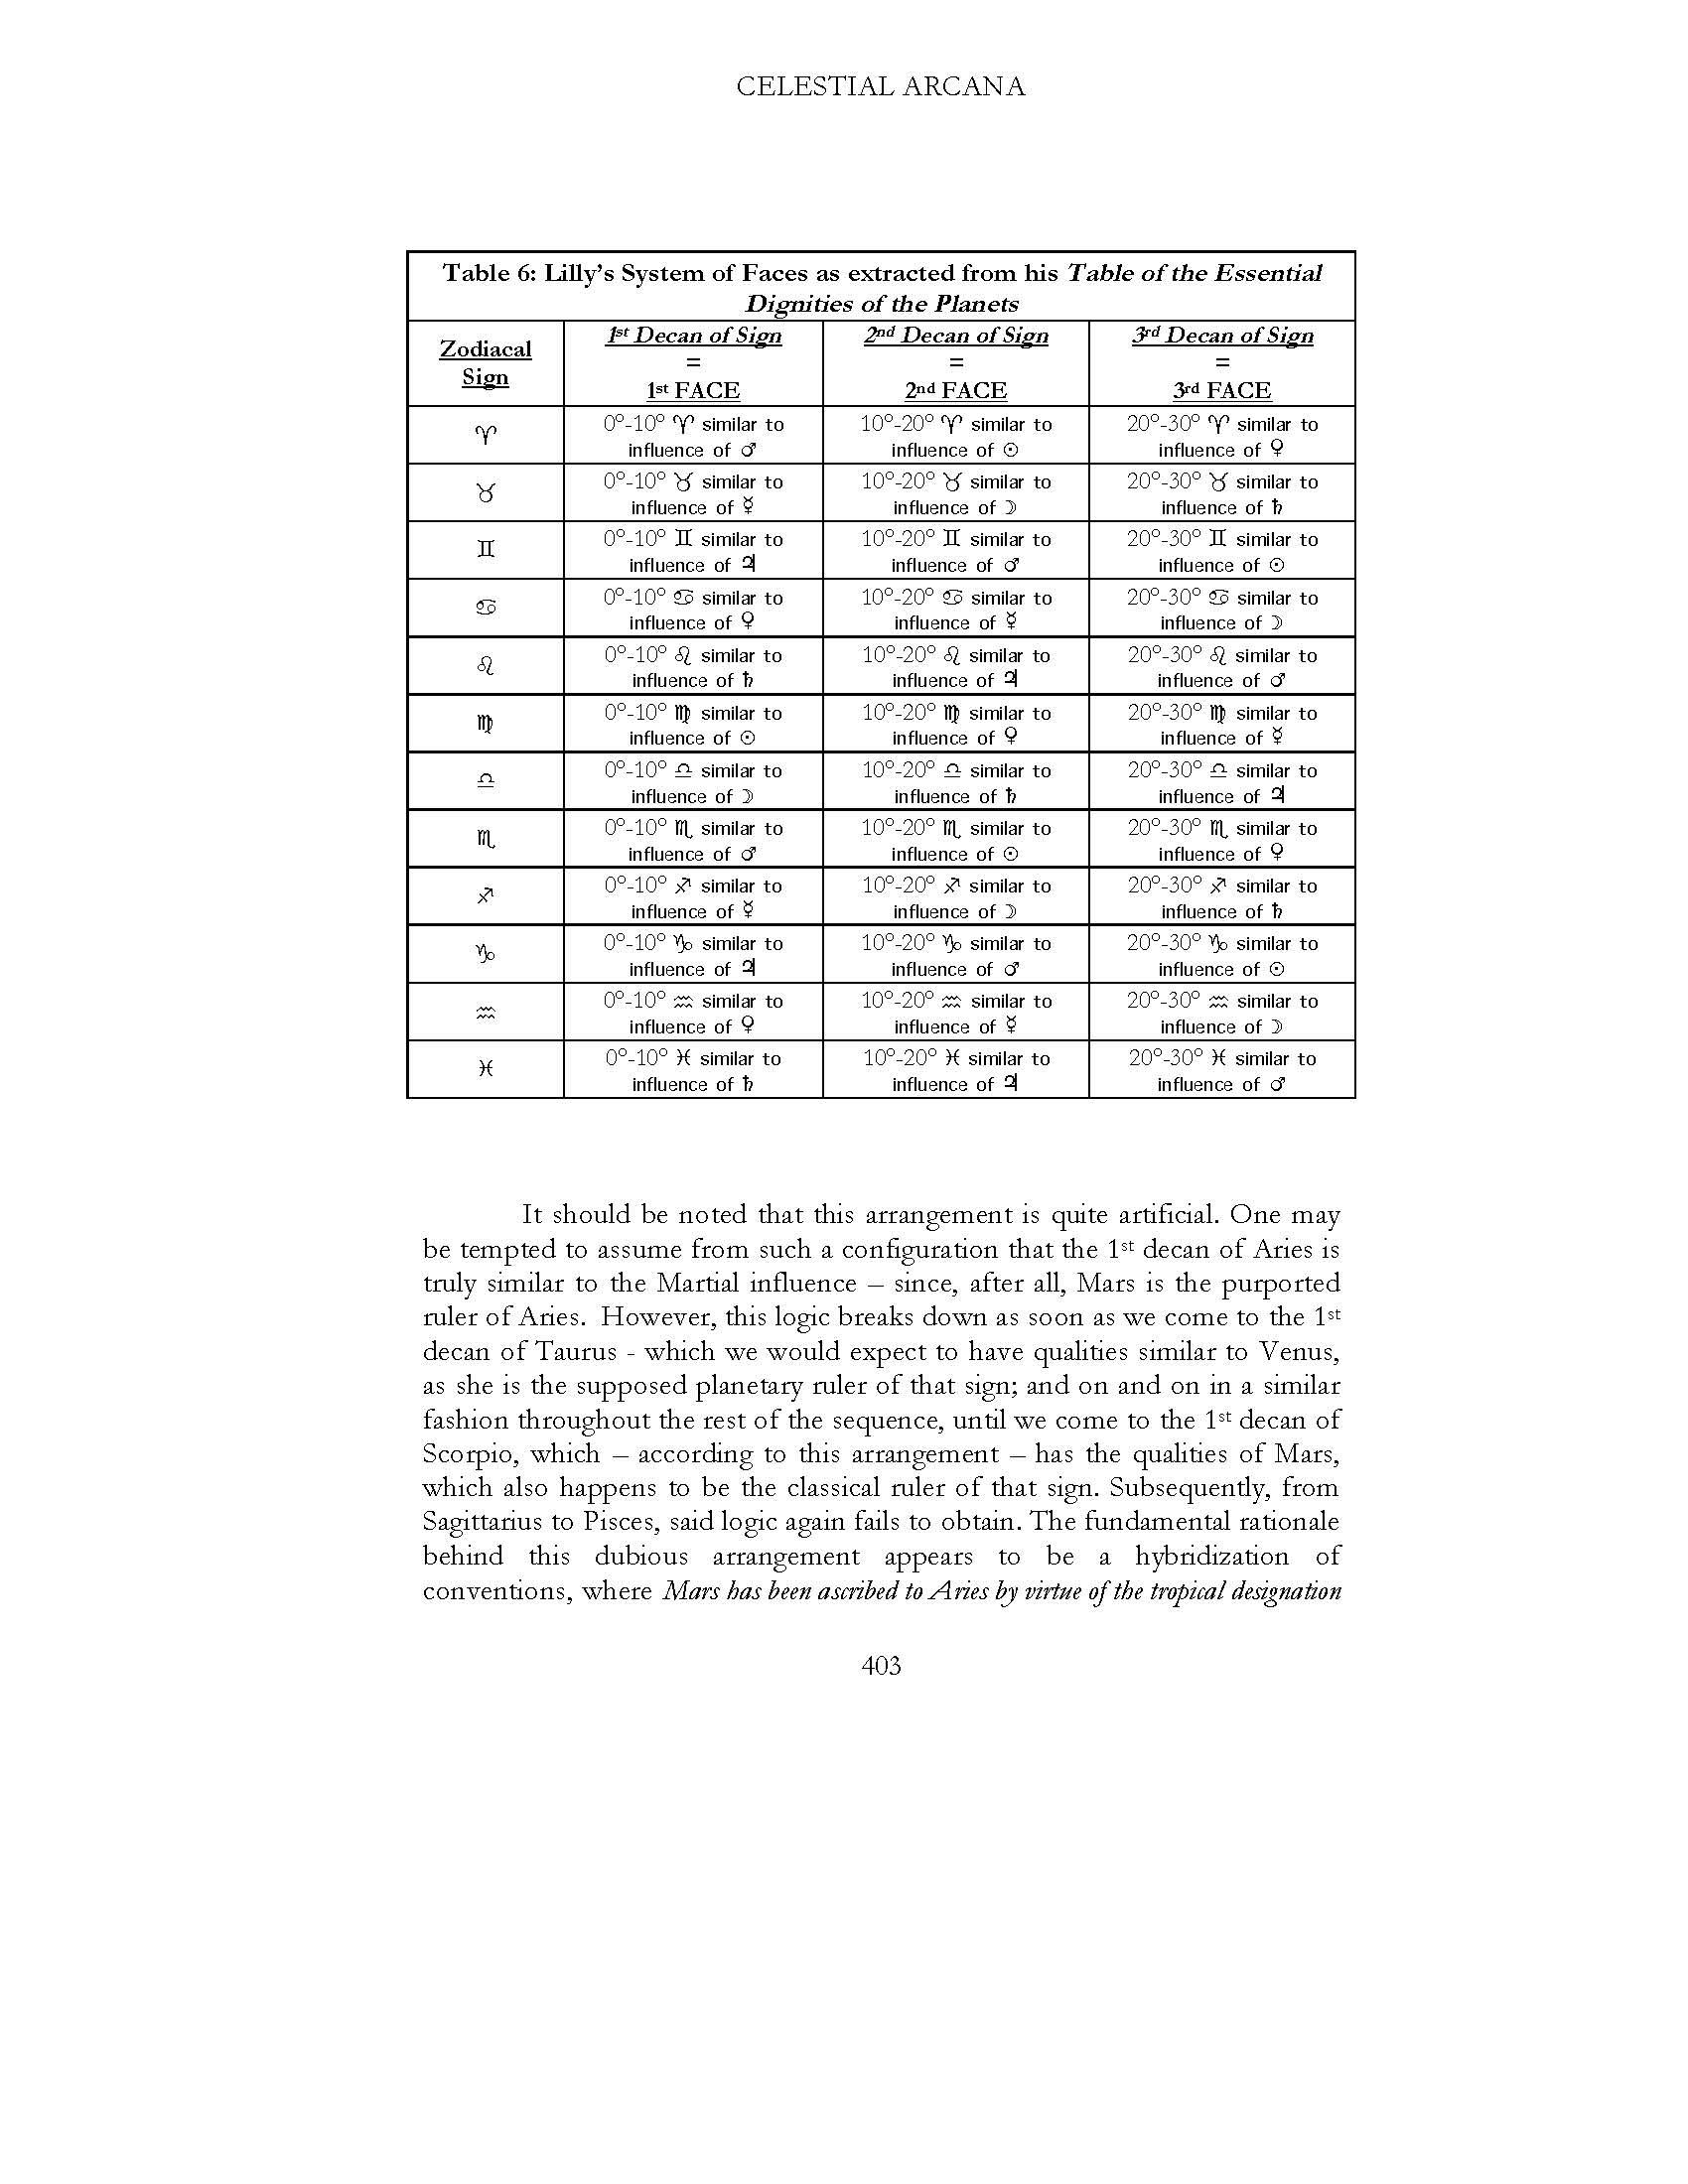 CELESTIAL ARCANA
Table 6: Lilly’s System of Faces as extracted from his Table of the Essential
Dignities of the Planets
Zodiacal
Sign
1st Decan of Sign
=
1st FACE
2nd Decan of Sign
=
2nd FACE
3rd Decan of Sign
=
3rd FACE
♈
0°-10° ♈ similar to
influence of ♂
10°-20° ♈ similar to
influence of ☉
20°-30° ♈ similar to
influence of ♀
♉
0°-10° ♉ similar to
influence of ☿
10°-20° ♉ similar to
influence of ☽
20°-30° ♉ similar to
influence of ♄
♊
0°-10° ♊ similar to
influence of ♃
10°-20° ♊ similar to
influence of ♂
20°-30° ♊ similar to
influence of ☉
♋
0°-10° ♋ similar to
influence of ♀
10°-20° ♋ similar to
influence of ☿
20°-30° ♋ similar to
influence of ☽
♌
0°-10° ♌ similar to
influence of ♄
10°-20° ♌ similar to
influence of ♃
20°-30° ♌ similar to
influence of ♂
♍
0°-10° ♍ similar to
influence of ☉
10°-20° ♍ similar to
influence of ♀
20°-30° ♍ similar to
influence of ☿
♎
0°-10° ♎ similar to
influence of ☽
10°-20° ♎ similar to
influence of ♄
20°-30° ♎ similar to
influence of ♃
♏
0°-10° ♏ similar to
influence of ♂
10°-20° ♏ similar to
influence of ☉
20°-30° ♏ similar to
influence of ♀
♐
0°-10° ♐ similar to
influence of ☿
10°-20° ♐ similar to
influence of ☽
20°-30° ♐ similar to
influence of ♄
♑
0°-10° ♑ similar to
influence of ♃
10°-20° ♑ similar to
influence of ♂
20°-30° ♑ similar to
influence of ☉
♒
0°-10° ♒ similar to
influence of ♀
10°-20° ♒ similar to
influence of ☿
20°-30° ♒ similar to
influence of ☽
♓
0°-10° ♓ similar to
influence of ♄
10°-20° ♓ similar to
influence of ♃
20°-30° ♓ similar to
influence of ♂
It should be noted that this arrangement is quite artificial. One may
be tempted to assume from such a configuration that the 1st decan of Aries is
truly similar to the Martial influence – since, after all, Mars is the purported
ruler of Aries. However, this logic breaks down as soon as we come to the 1st
decan of Taurus - which we would expect to have qualities similar to Venus,
as she is the supposed planetary ruler of that sign; and on and on in a similar
fashion throughout the rest of the sequence, until we come to the 1st decan of
Scorpio, which – according to this arrangement – has the qualities of Mars,
which also happens to be the classical ruler of that sign. Subsequently, from
Sagittarius to Pisces, said logic again fails to obtain. The fundamental rationale
behind this dubious arrangement appears to be a hybridization of
conventions, where Mars has been ascribed to Aries by virtue of the tropical designation
403